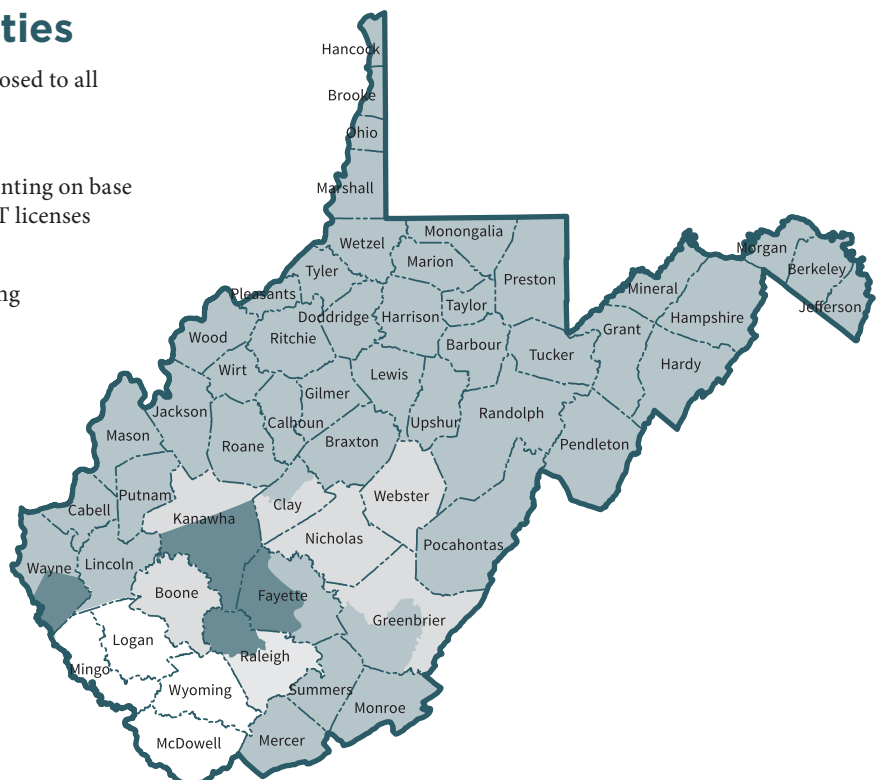 ties
osed to all
nting on base
T licenses
ng
Hancock
Brooke
Ohio
Marshall
Wetzel
Monongalia
Marion
Tyler
Preston
Pleasants
Doddridge
Harrison
Taylor
Wood
Ritchie
Barbour
Tucker
Wirt
Lewis
Gilmer
Jackson
Calhoun
Upshur
Randolph
Mason
Roane
Braxton
Pendleton
Morgan
Berkeley
Jefferson
Mineral
Hampshire
Grant
Hardy
Putnam
Cabell
Kanawha
Clay
Webster
Nicholas
Pocahontas
Wayne
Lincoln
Boone
Fayette
Greenbrier
Logan
Raleigh
Mingo
Wyoming
Summers
Monroe
McDowell
Mercer